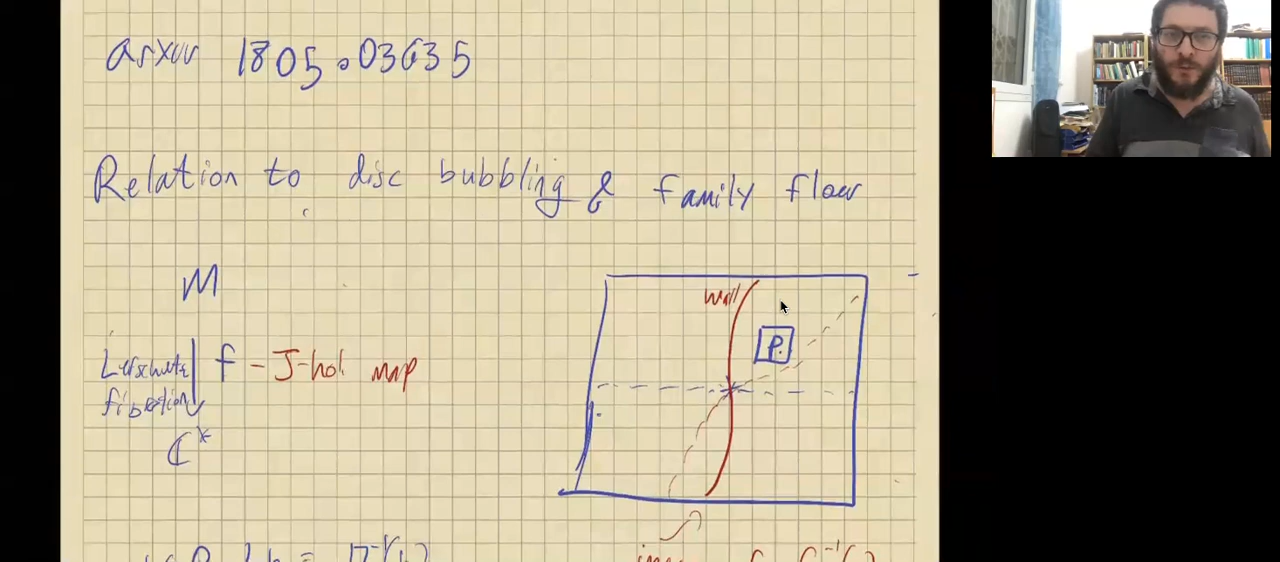 arxiv 1805.03635
Relation to disc bubbling & family floer
M
wall
P
Lefschetz f - J-hol map
fibration
ℂ*